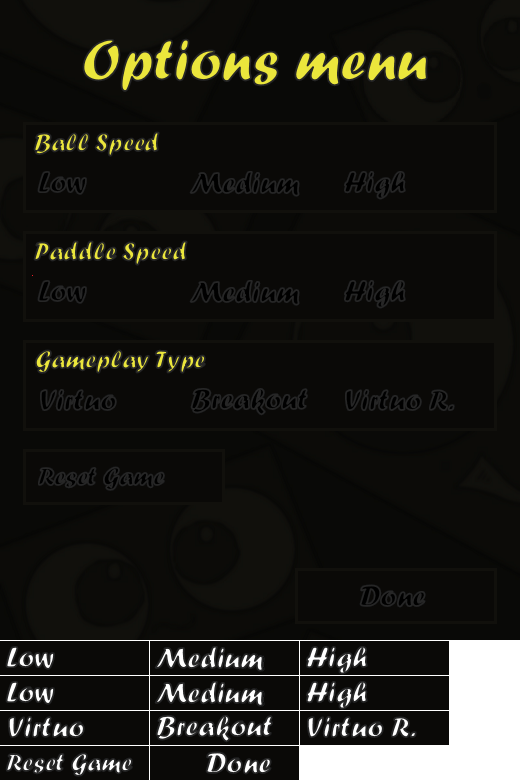 Options menu
Ball Speed
Low Medium High
Paddle Speed
Low Medium High
Gameplay Type
Virtuo Breakout Virtuo R.
Reset Game
Done
Low Medium High
Low Medium High
Virtuo Breakout Virtuo R.
Reset Game Done